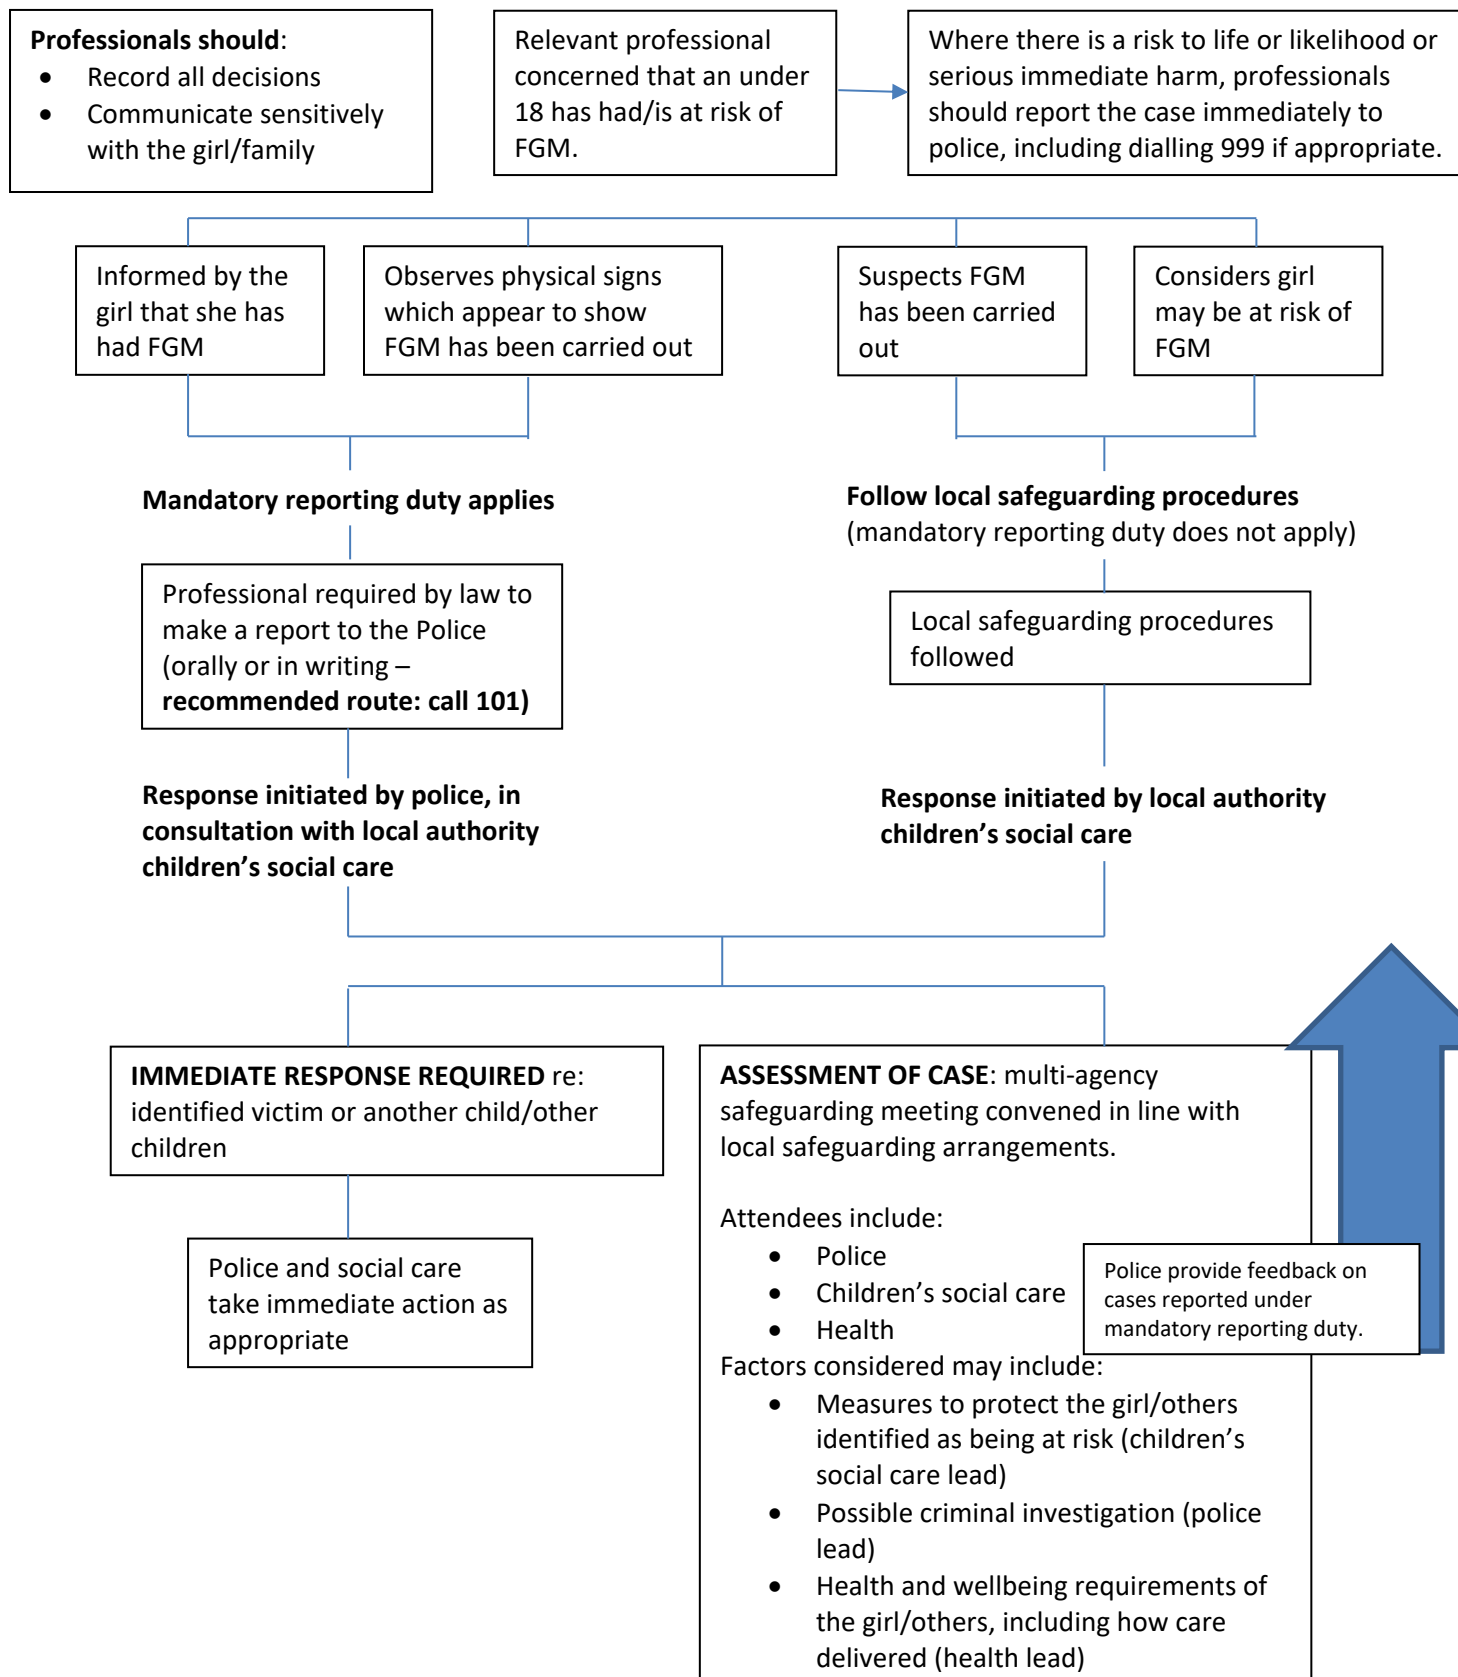 Professionals should:
• Record all decisions
• Communicate sensitively
with the girl/family
Relevant professional
concerned that an under
18 has had/is at risk of
FGM.
Where there is a risk to life or likelihood or
serious immediate harm, professionals
should report the case immediately to
police, including dialling 999 if appropriate.
Informed by the
girl that she has
had FGM
Observes physical signs
which appear to show
FGM has been carried out
Suspects FGM
has been carried
out
Considers girl
may be at risk of
FGM
Mandatory reporting duty applies
Follow local safeguarding procedures
(mandatory reporting duty does not apply)
Professional required by law to
make a report to the Police
(orally or in writing –
recommended route: call 101)
Local safeguarding procedures
followed
Response initiated by police, in
consultation with local authority
children’s social care
Response initiated by local authority
children’s social care
IMMEDIATE RESPONSE REQUIRED re:
identified victim or another child/other
children
Police and social care
take immediate action as
appropriate
ASSESSMENT OF CASE: multi-agency
safeguarding meeting convened in line with
local safeguarding arrangements.
Attendees include:
• Police
• Children’s social care
• Health
Factors considered may include:
• Measures to protect the girl/others
identified as being at risk (children’s
social care lead)
• Possible criminal investigation (police
lead)
• Health and wellbeing requirements of
the girl/others, including how care
delivered (health lead)
Police provide feedback on
cases reported under
mandatory reporting duty.